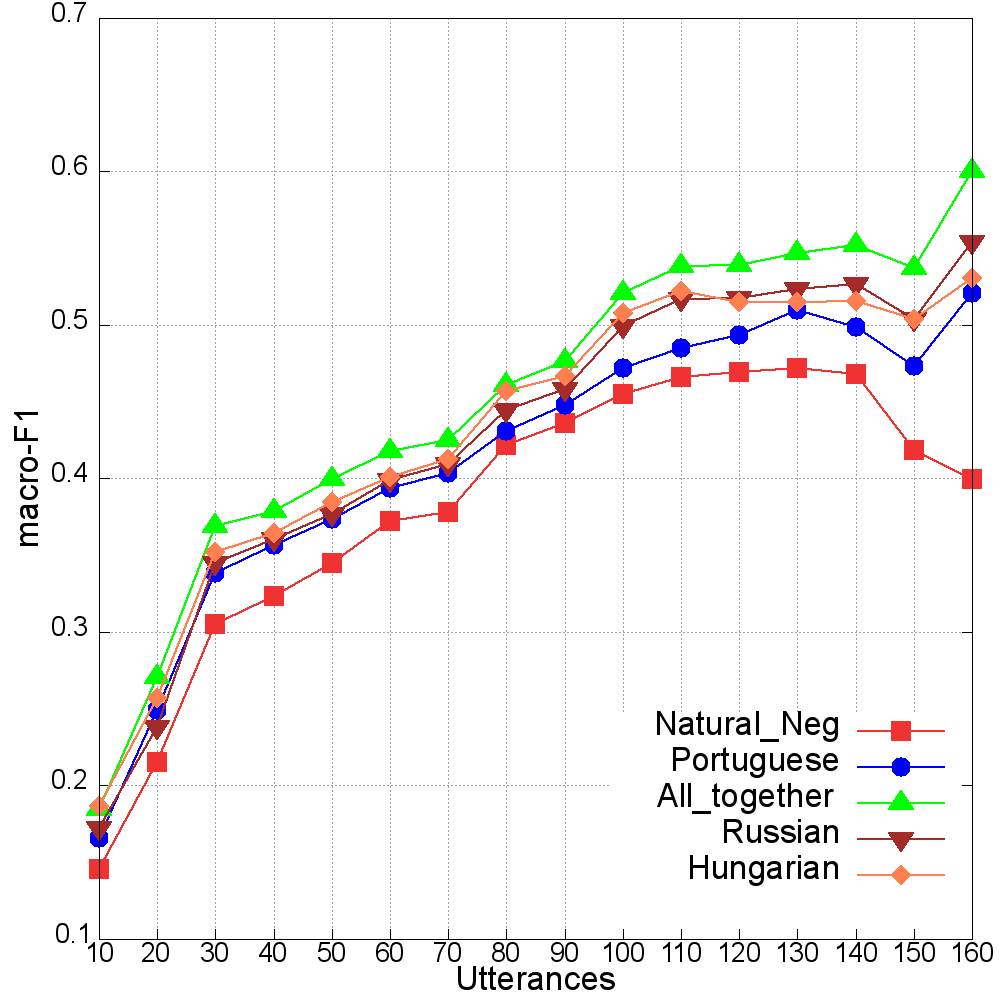 0.7
0.6
0.5
0.4
0.3
0.2
0.1
macro-F1
Natural_Neg
Portuguese
All_together
Russian
Hungarian
10 20 30 40 50 60 70 80 90 100 110 120 130 140 150 160
Utterances